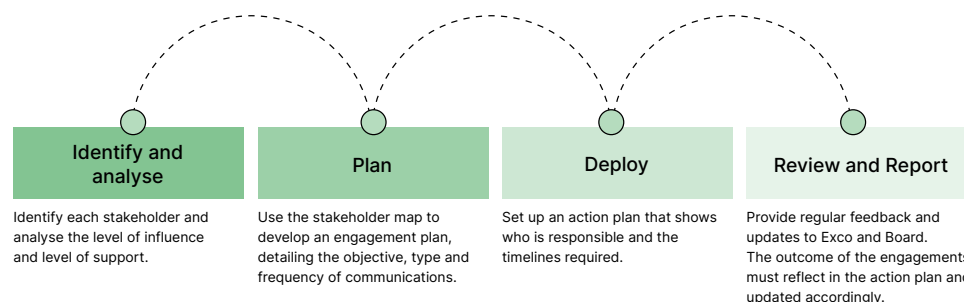 Identify and
analyse
Plan
Deploy
Review and Report
Identify each stakeholder and
analyse the level of influence
and level of support.
Use the stakeholder map to
develop an engagement plan,
detailing the objective, type and
frequency of communications.
Set up an action plan that shows
who is responsible and the
timelines required.
Provide regular feedback and
updates to Exco and Board.
The outcome of the engagements
must reflect in the action plan and
updated accordingly.